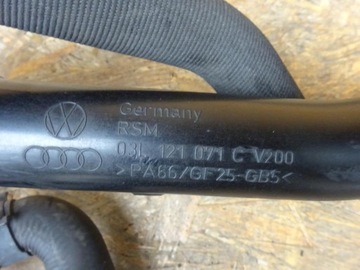 Germany
RSM
03L 121 071 C V200
>PA66/GF25-GB5<